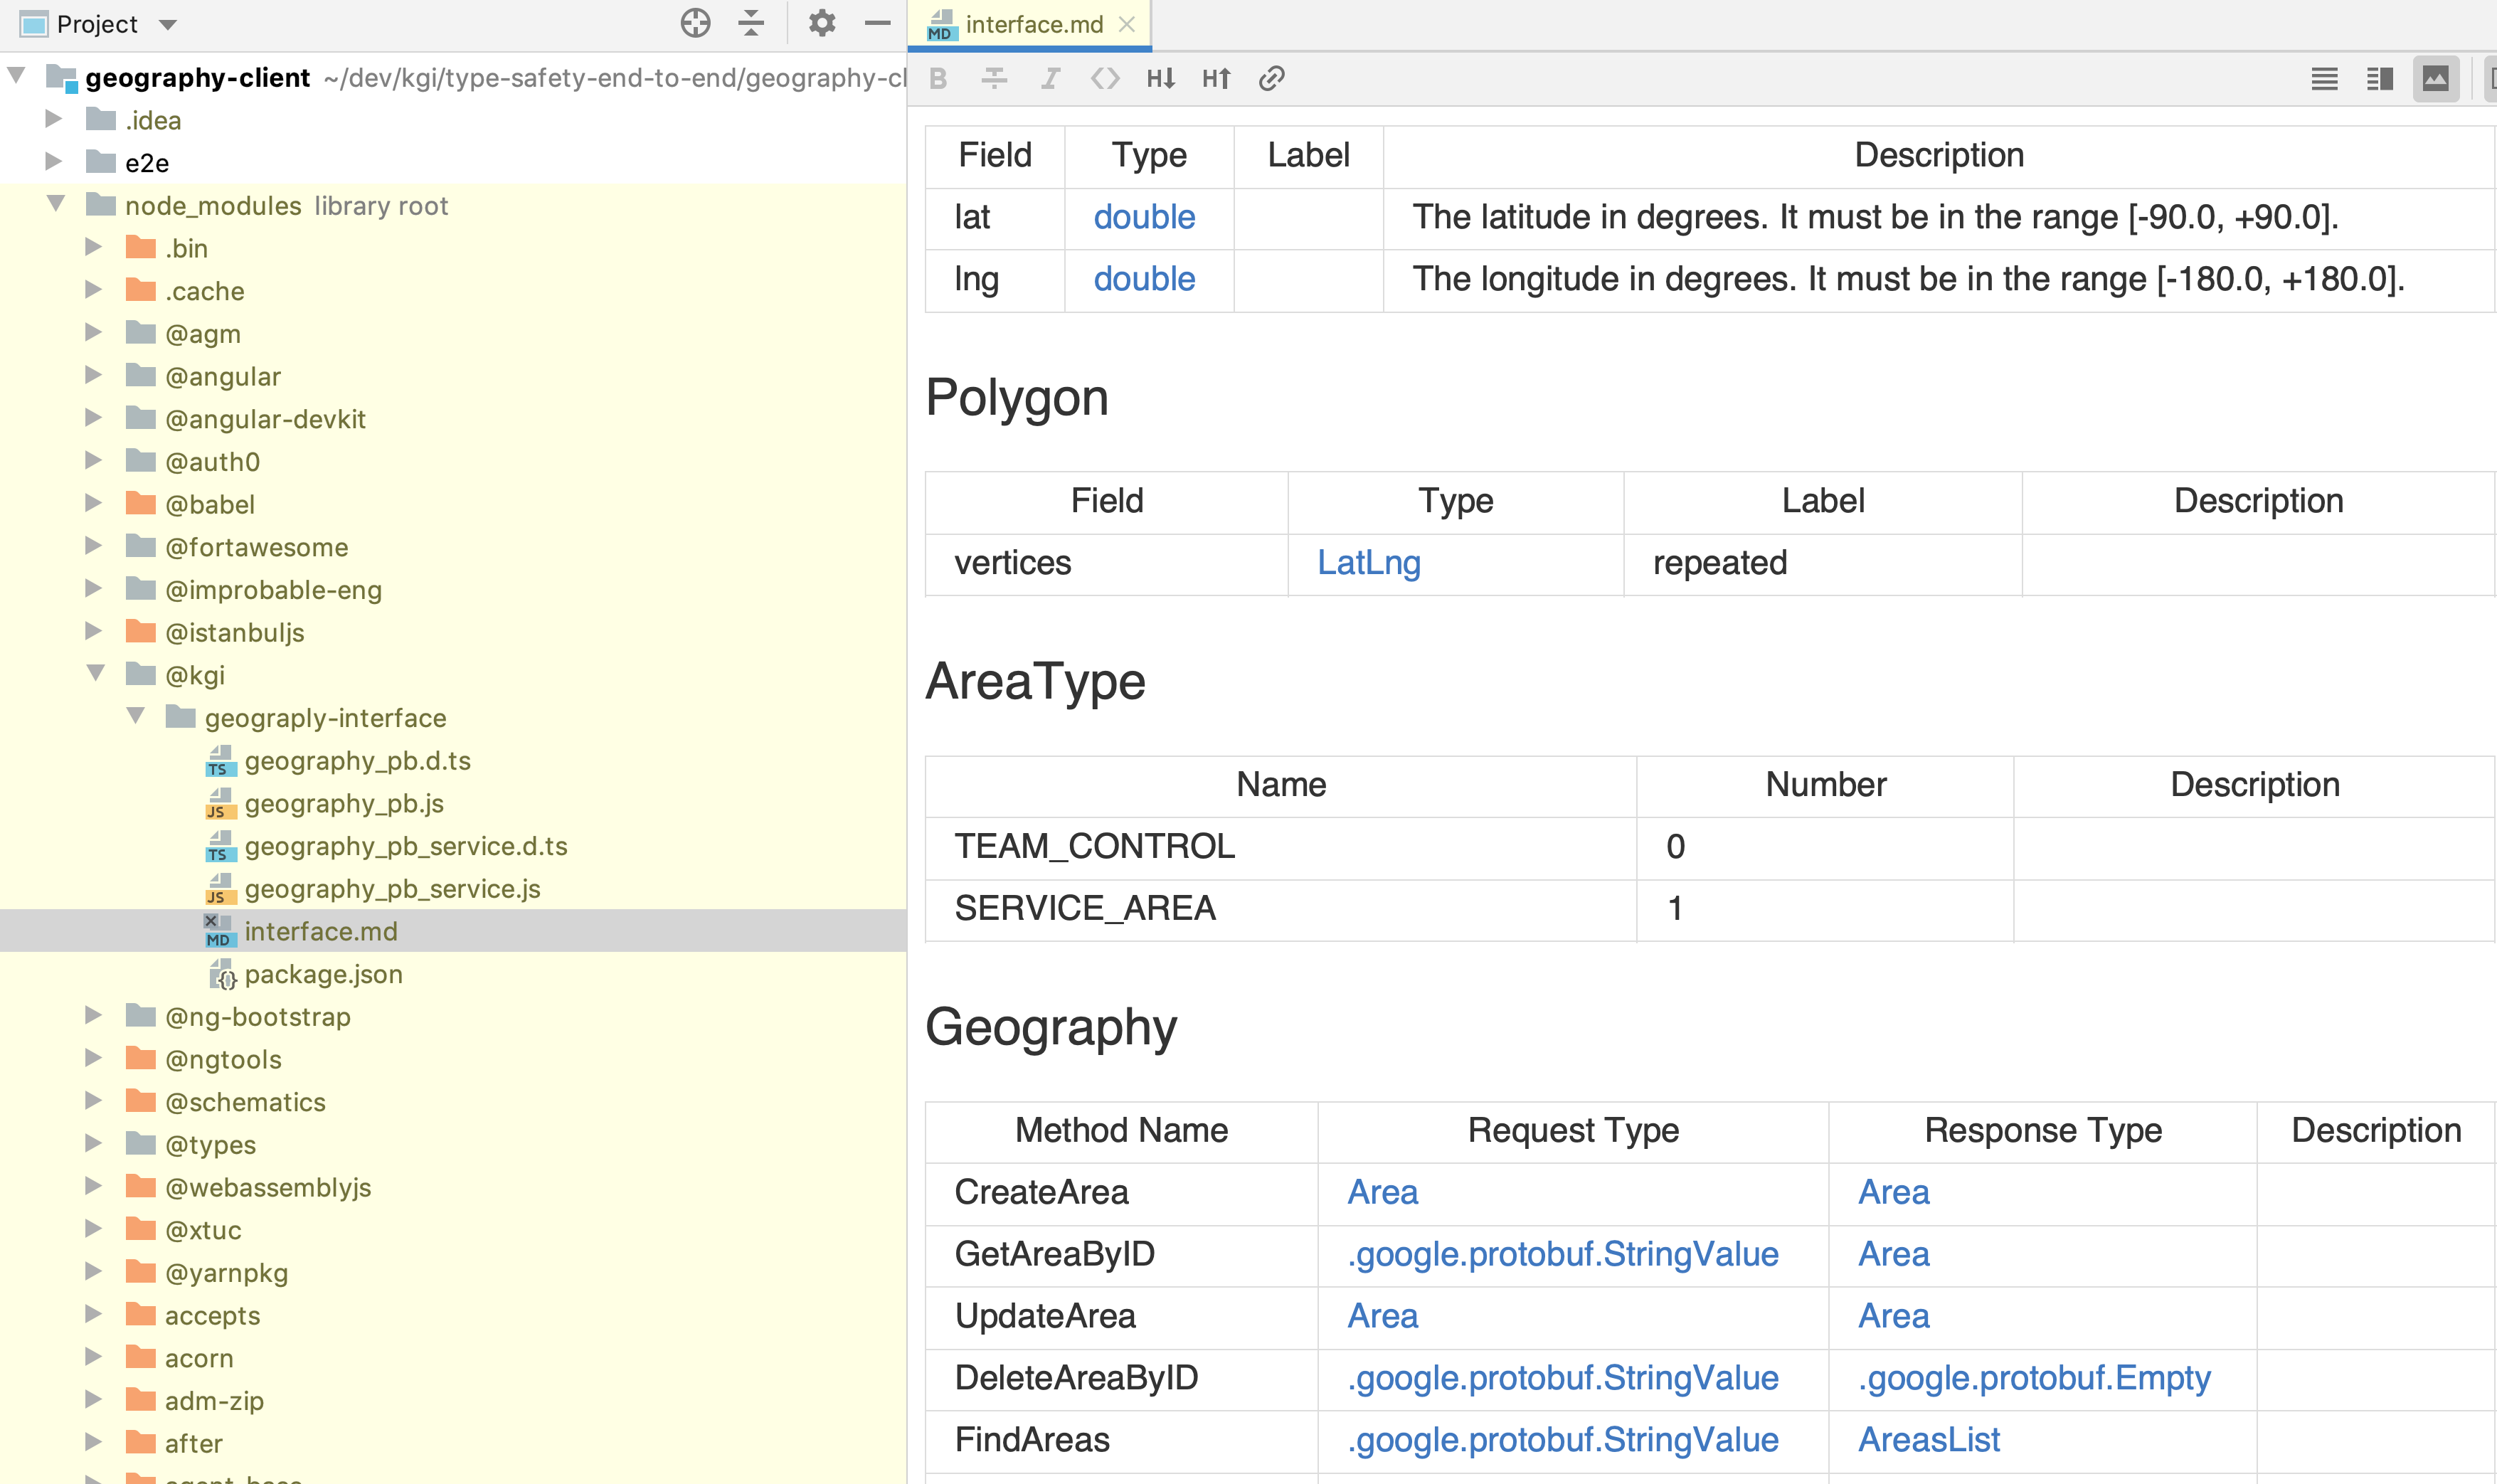 Project
geography-client ~/dev/kgi/type-safety-end-to-end/geography-cl
.idea
e2e
node_modules library root
.bin
.cache
@agm
@angular
@angular-devkit
@auth0
@babel
@fortawesome
@improbable-eng
@istanbuljs
@kgi
geograply-interface
TS geography_pb.d.ts
JS geography_pb.js
TS geography_pb_service.d.ts
JS geography_pb_service.js
MD interface.md
{} package.json
@ng-bootstrap
@ngtools
@schematics
@types
@webassemblyjs
@xtuc
@yarnpkg
accepts
acorn
adm-zip
after
MD interface.md
B I <> H↓ H↑
Field Type Label Description
lat double The latitude in degrees. It must be in the range [-90.0, +90.0].
lng double The longitude in degrees. It must be in the range [-180.0, +180.0].
Polygon
Field Type Label Description
vertices LatLng repeated
AreaType
Name Number Description
TEAM_CONTROL 0
SERVICE_AREA 1
Geography
Method Name Request Type Response Type Description
CreateArea Area Area
GetAreaByID .google.protobuf.StringValue Area
UpdateArea Area Area
DeleteAreaByID .google.protobuf.StringValue .google.protobuf.Empty
FindAreas .google.protobuf.StringValue AreasList